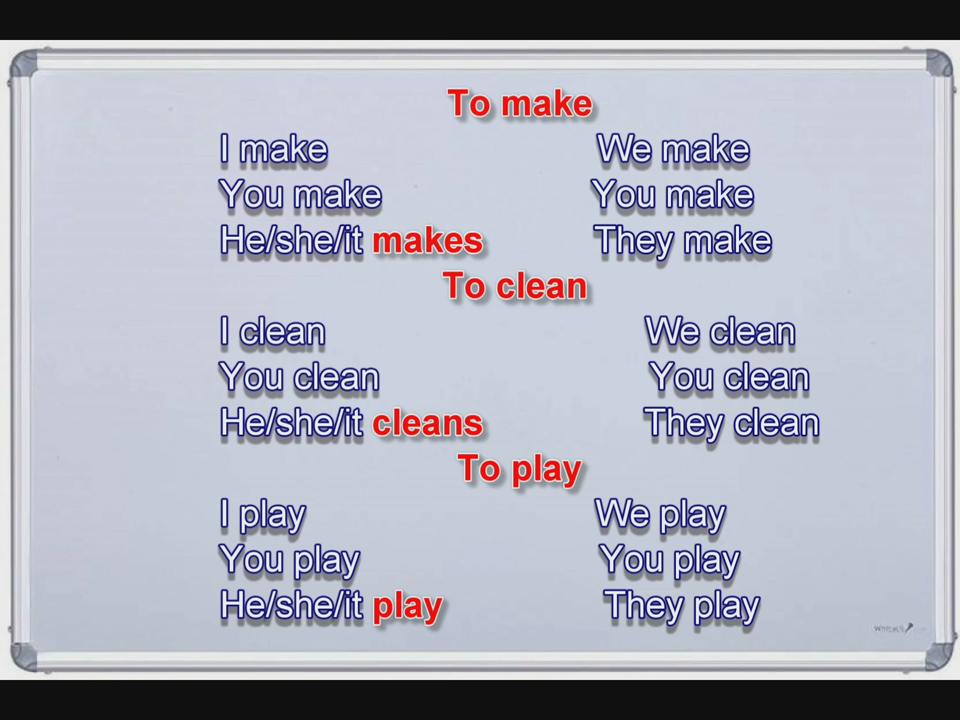 To make
I make We make
You make You make
He/she/it makes They make
To clean
I clean We clean
You clean You clean
He/she/it cleans They clean
To play
I play We play
You play You play
He/she/it play They play